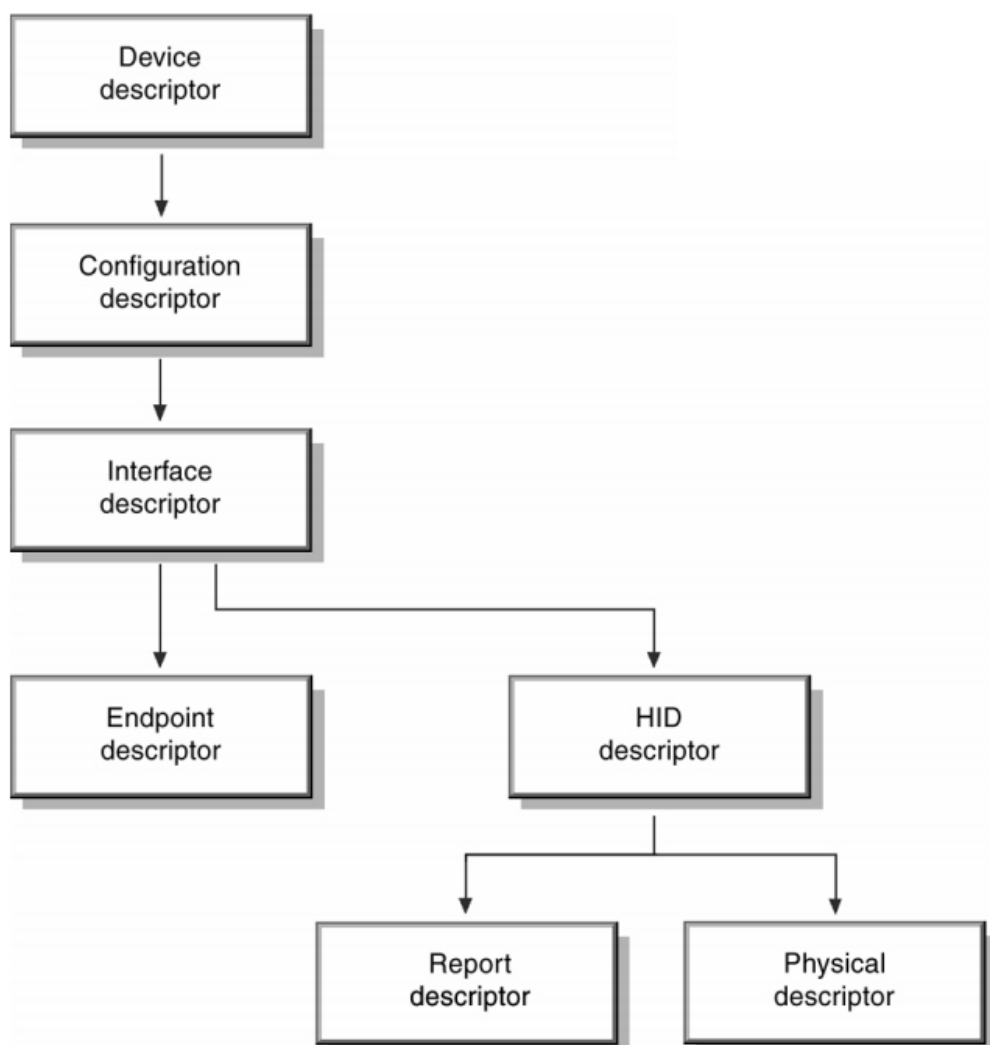 Device
descriptor
Configuration
descriptor
Interface
descriptor
Endpoint
descriptor
HID
descriptor
Report
descriptor
Physical
descriptor